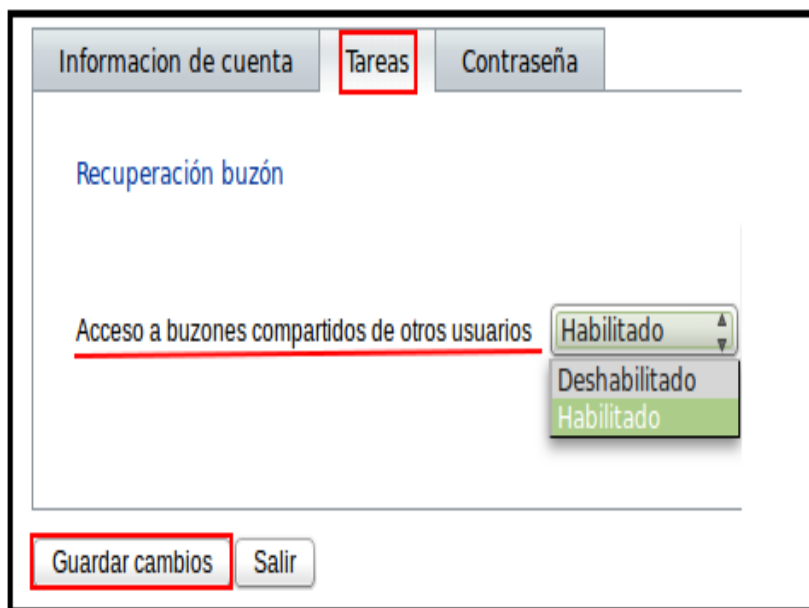 Informacion de cuenta Tareas Contraseña
Recuperación buzón
Acceso a buzones compartidos de otros usuarios Habilitado
Deshabilitado
Habilitado
Guardar cambios Salir